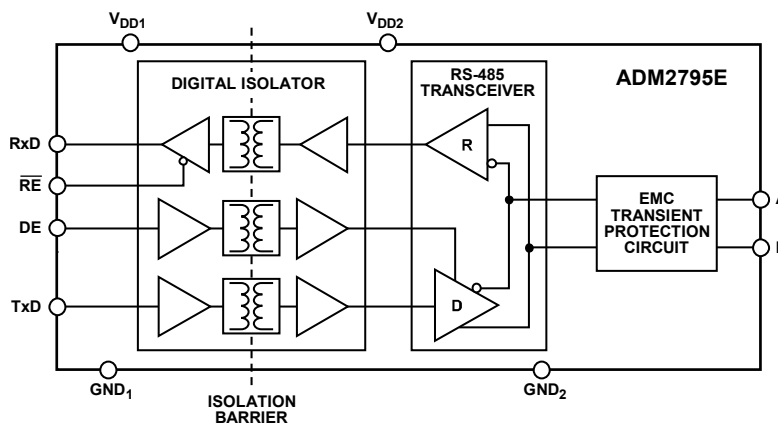 VDD1
VDD2
DIGITAL ISOLATOR
RS-485
TRANSCEIVER
ADM2795E
RxD
R
RE
EMC
TRANSIENT
PROTECTION
CIRCUIT
A
DE
TxD
D
GND1
GND2
ISOLATION
BARRIER